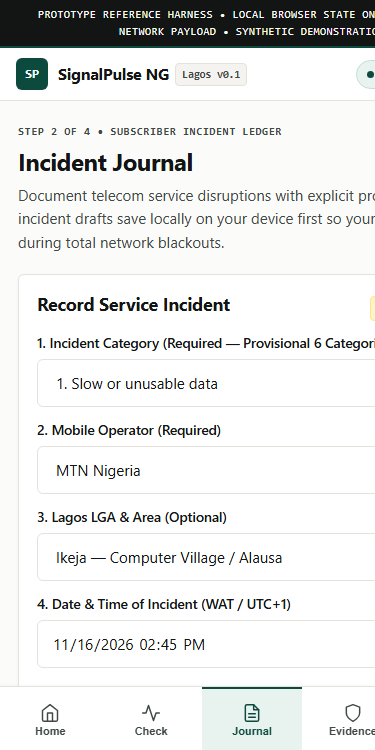 PROTOTYPE REFERENCE HARNESS • LOCAL BROWSER STATE ON
NETWORK PAYLOAD • SYNTHETIC DEMONSTRATIO
SP
SignalPulse NG
Lagos v0.1
STEP 2 OF 4 • SUBSCRIBER INCIDENT LEDGER
Incident Journal
Document telecom service disruptions with explicit pr
incident drafts save locally on your device first so your
during total network blackouts.
Record Service Incident
1. Incident Category (Required — Provisional 6 Categori
1. Slow or unusable data
2. Mobile Operator (Required)
MTN Nigeria
3. Lagos LGA & Area (Optional)
Ikeja — Computer Village / Alausa
4. Date & Time of Incident (WAT / UTC+1)
11/16/2026 02:45 PM
Home
Check
Journal
Evidence